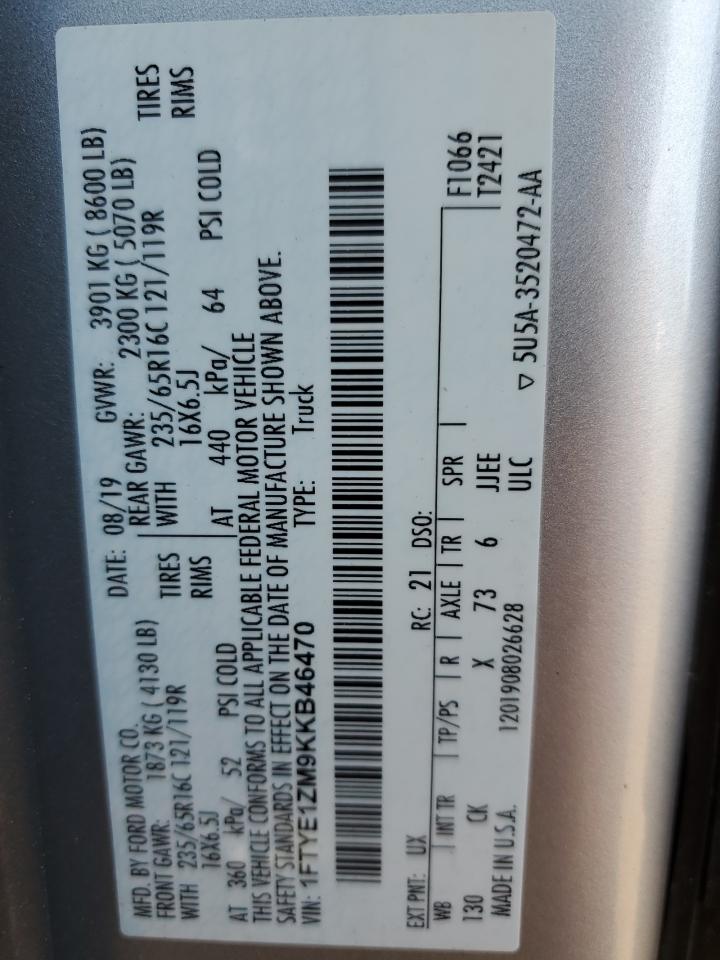 MFD. BY FORD MOTOR CO. DATE: 08/19 GVWR: 3901 KG ( 8600 LB)
FRONT GAWR: 1873 KG ( 4130 LB) REAR GAWR: 2300 KG ( 5070 LB)
WITH 235/65R16C 121/119R TIRES WITH 235/65R16C 121/119R TIRES
16X6.5J RIMS 16X6.5J RIMS
AT 360 kPa/ 52 PSI COLD AT 440 kPa/ 64 PSI COLD
THIS VEHICLE CONFORMS TO ALL APPLICABLE FEDERAL MOTOR VEHICLE
SAFETY STANDARDS IN EFFECT ON THE DATE OF MANUFACTURE SHOWN ABOVE.
VIN: 1FTYE1ZM9KKB46470 TYPE: Truck
EXT PNT: UX RC: 21 DSO:
WB INT TR TP/PS R AXLE TR SPR F1066
130 CK X 73 6 JJEE T2421
MADE IN U.S.A. 1201908026628 ULC ▽ 5U5A-3520472-AA